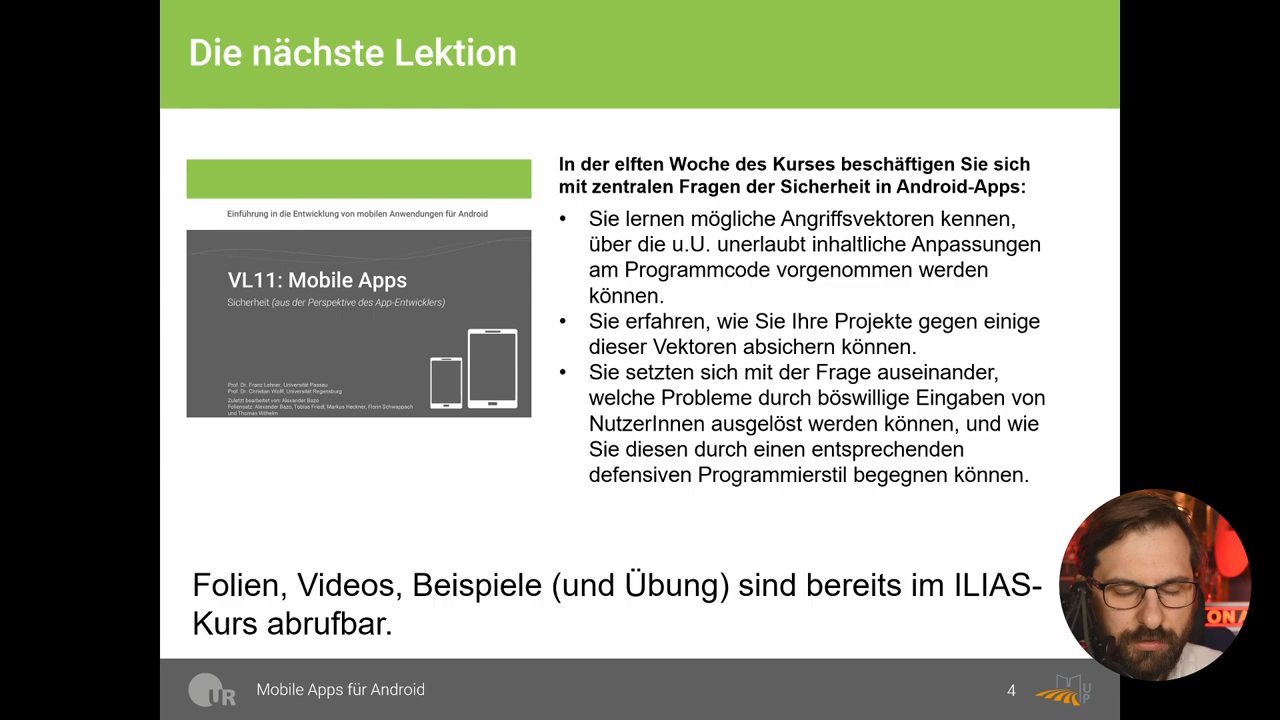 Die nächste Lektion
Einführung in die Entwicklung von mobilen Anwendungen für Android
VL11: Mobile Apps
Sicherheit (aus der Perspektive des App-Entwicklers)
Prof. Dr. Franz Lehner, Universität Passau
Prof. Dr. Christian Wolff, Universität Regensburg
Zuletzt bearbeitet von: Alexander Bazo
Foliensatz: Alexander Bazo, Tobias Friedl, Markus Heckner, Florin Schwappach
und Thomas Wilhelm
In der elften Woche des Kurses beschäftigen Sie sich
mit zentralen Fragen der Sicherheit in Android-Apps:
• Sie lernen mögliche Angriffsvektoren kennen,
über die u.U. unerlaubt inhaltliche Anpassungen
am Programmcode vorgenommen werden
können.
• Sie erfahren, wie Sie Ihre Projekte gegen einige
dieser Vektoren absichern können.
• Sie setzten sich mit der Frage auseinander,
welche Probleme durch böswillige Eingaben von
NutzerInnen ausgelöst werden können, und wie
Sie diesen durch einen entsprechenden
defensiven Programmierstil begegnen können.
Folien, Videos, Beispiele (und Übung) sind bereits im ILIAS-
Kurs abrufbar.
UR
Mobile Apps für Android
4
UP